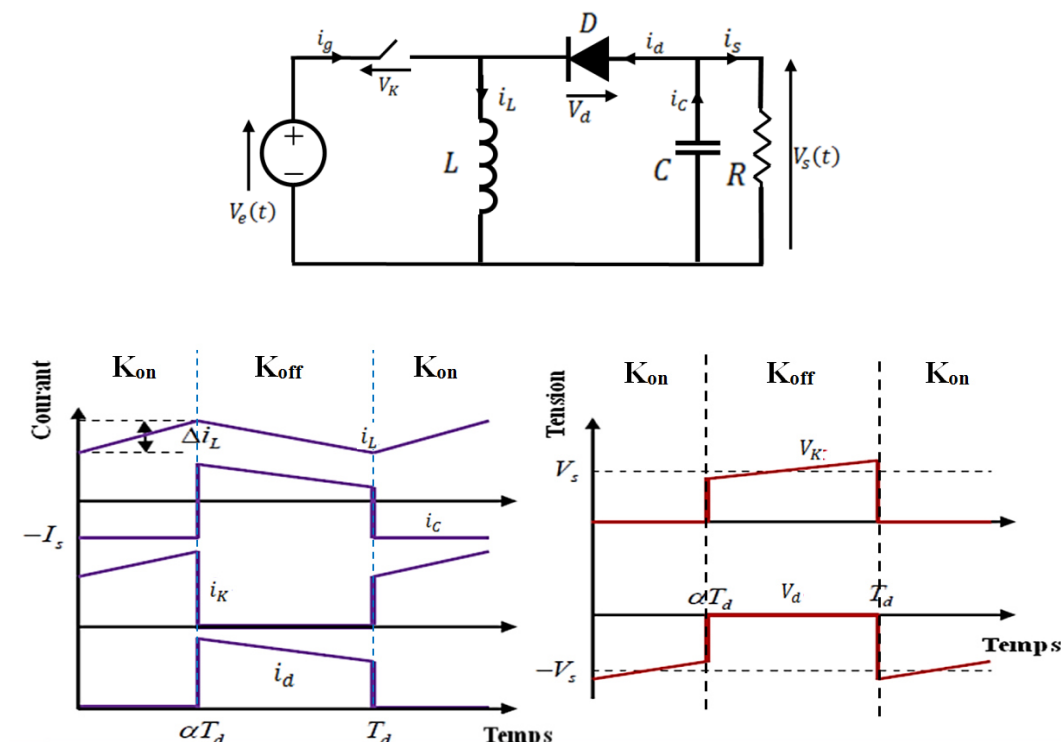 D
i_g
i_d
i_s
V_K
V_d
i_L
i_C
+
−
L
C
R
V_e(t)
V_s(t)
K_on K_off K_on
Courant
Δi_L
i_L
i_C
−I_s
i_K
i_d
αT_d T_d Temps
K_on K_off K_on
Tension
V_K:
V_s
αT_d V_d T_d
Temps
−V_s